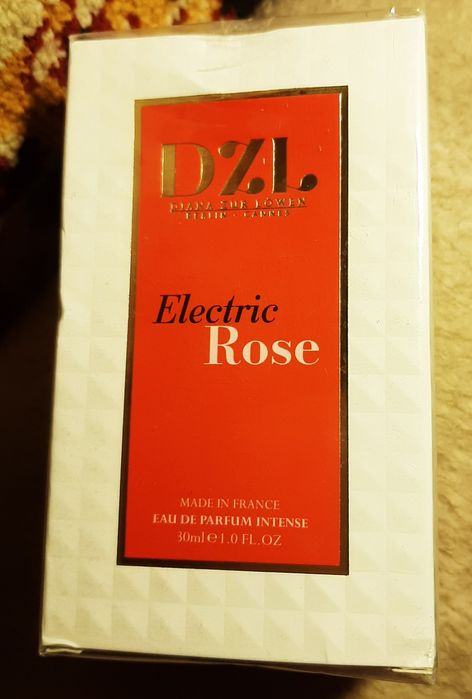 DZL
DIANA ZUR LÖWEN
BERLIN - CANNES
Electric
Rose
MADE IN FRANCE
EAU DE PARFUM INTENSE
30ml ℮ 1.0 FL.OZ